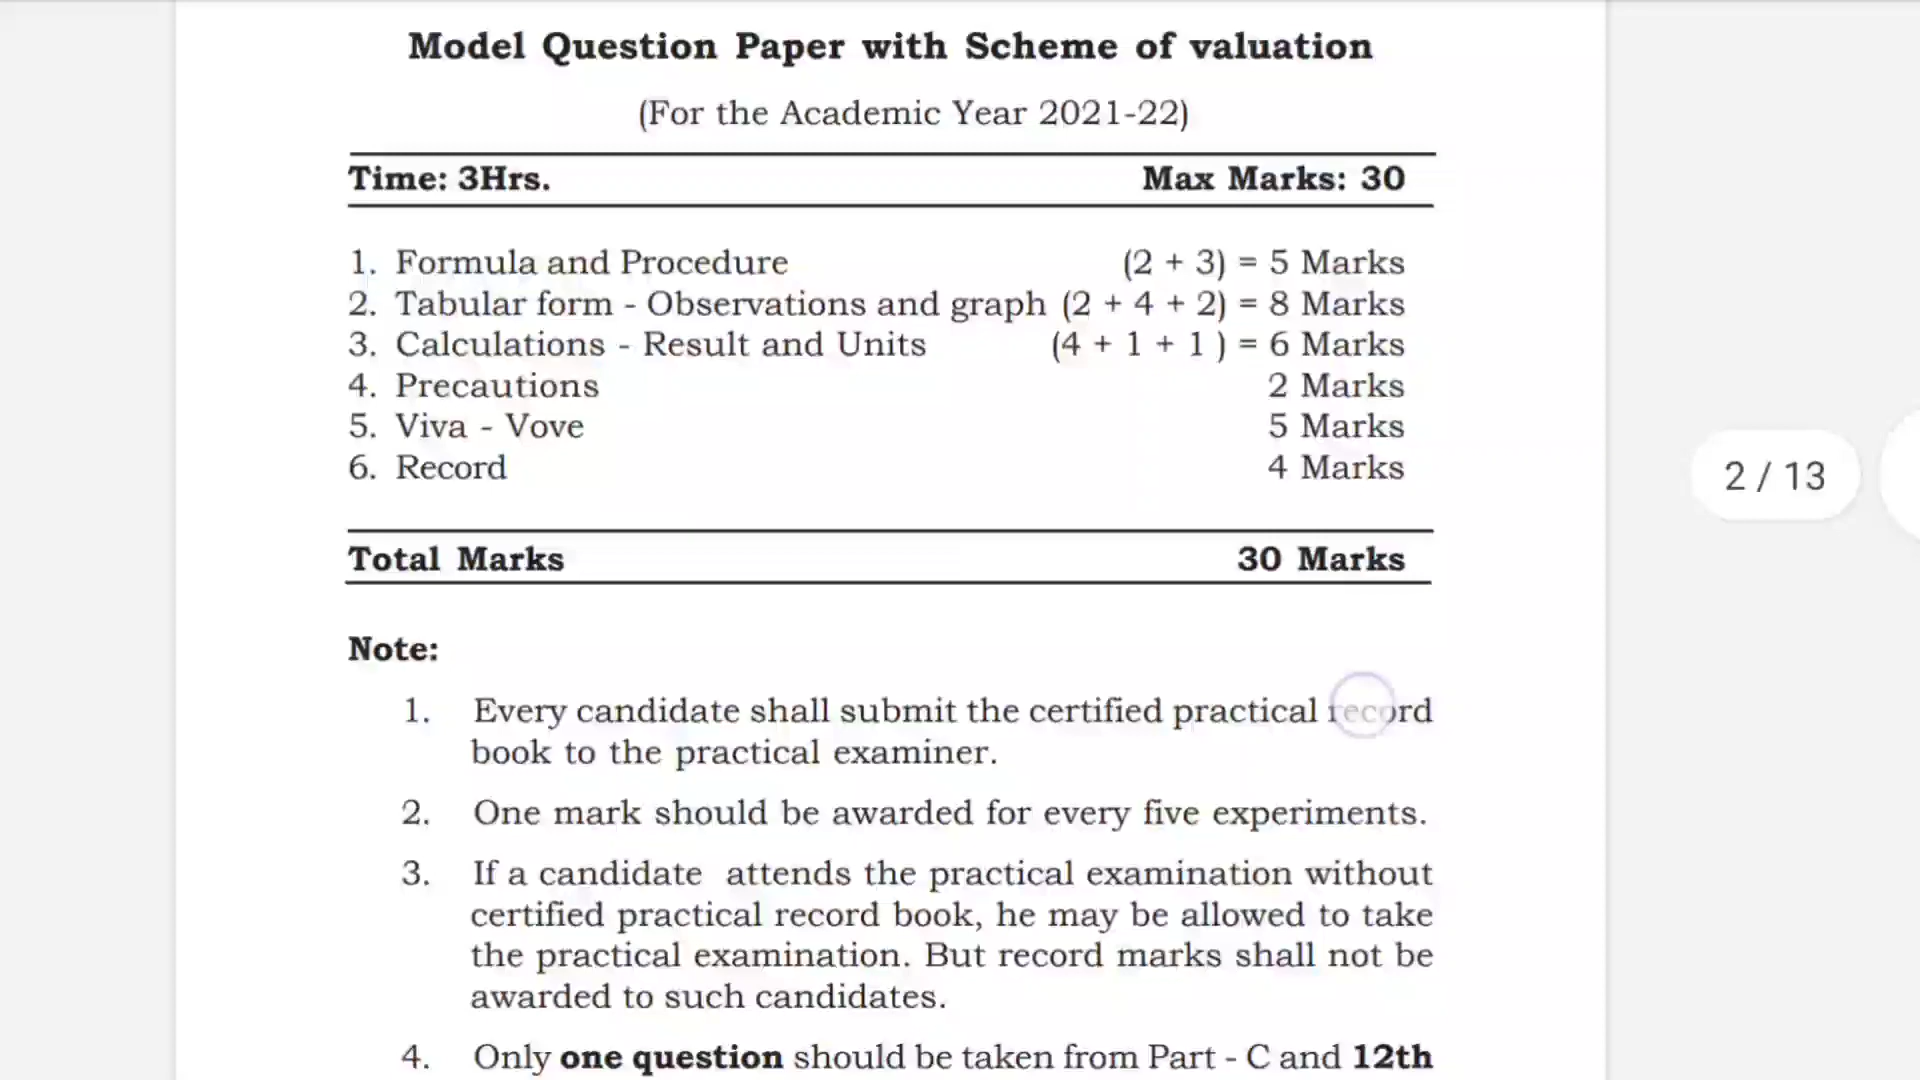 Model Question Paper with Scheme of valuation
(For the Academic Year 2021-22)
Time: 3Hrs. Max Marks: 30
1. Formula and Procedure (2 + 3) = 5 Marks
2. Tabular form - Observations and graph (2 + 4 + 2) = 8 Marks
3. Calculations - Result and Units (4 + 1 + 1 ) = 6 Marks
4. Precautions 2 Marks
5. Viva - Vove 5 Marks
6. Record 4 Marks
2 / 13
Total Marks 30 Marks
Note:
1. Every candidate shall submit the certified practical record
book to the practical examiner.
2. One mark should be awarded for every five experiments.
3. If a candidate attends the practical examination without
certified practical record book, he may be allowed to take
the practical examination. But record marks shall not be
awarded to such candidates.
4. Only one question should be taken from Part - C and 12th